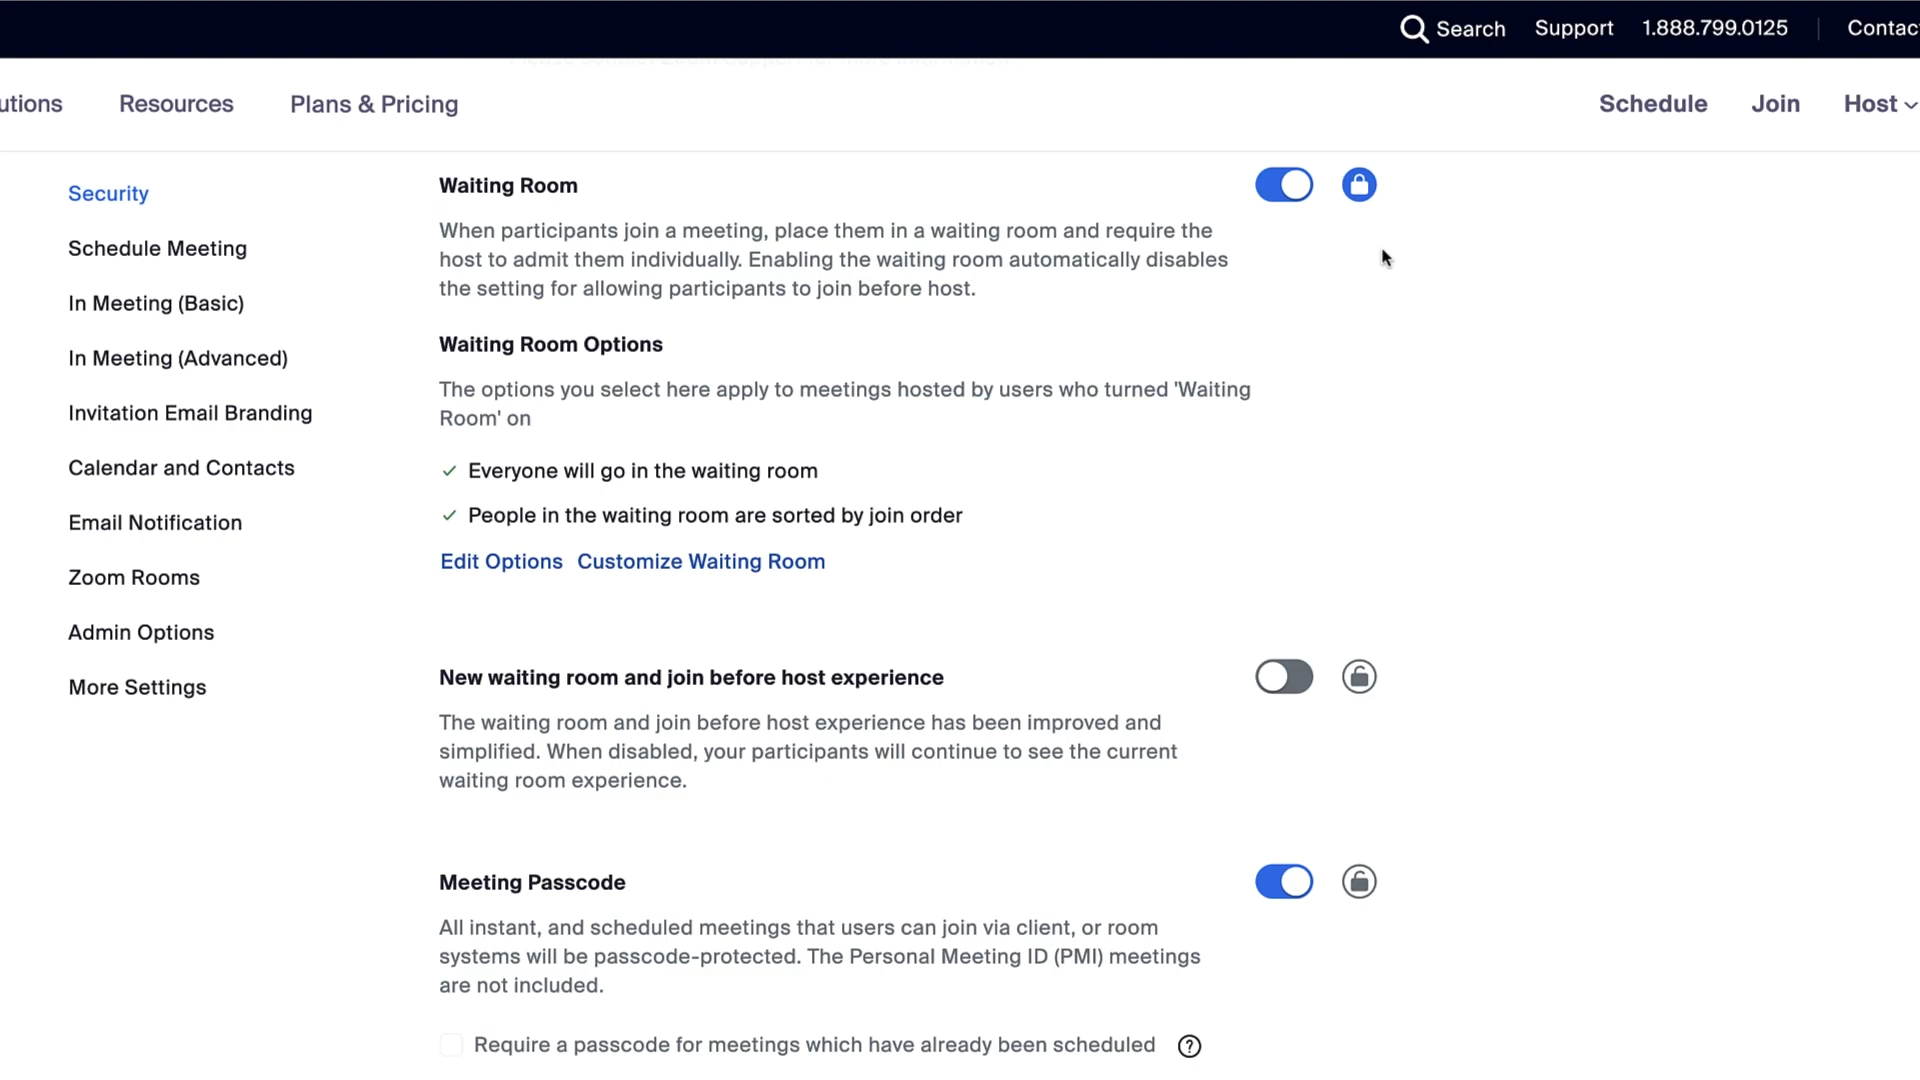 Search Support 1.888.799.0125 Contac
utions Resources Plans & Pricing Schedule Join Host
Security
Schedule Meeting
In Meeting (Basic)
In Meeting (Advanced)
Invitation Email Branding
Calendar and Contacts
Email Notification
Zoom Rooms
Admin Options
More Settings
Waiting Room
When participants join a meeting, place them in a waiting room and require the
host to admit them individually. Enabling the waiting room automatically disables
the setting for allowing participants to join before host.
Waiting Room Options
The options you select here apply to meetings hosted by users who turned 'Waiting
Room' on
Everyone will go in the waiting room
People in the waiting room are sorted by join order
Edit Options Customize Waiting Room
New waiting room and join before host experience
The waiting room and join before host experience has been improved and
simplified. When disabled, your participants will continue to see the current
waiting room experience.
Meeting Passcode
All instant, and scheduled meetings that users can join via client, or room
systems will be passcode-protected. The Personal Meeting ID (PMI) meetings
are not included.
Require a passcode for meetings which have already been scheduled ?